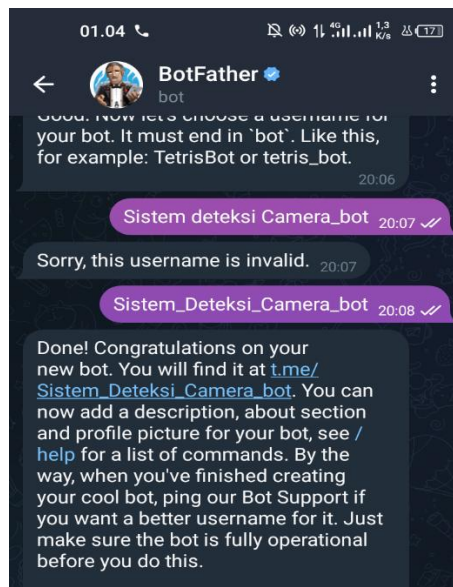 01.04
4G
1,3
K/s
17
BotFather
bot
Good. Now let's choose a username for
your bot. It must end in `bot`. Like this,
for example: TetrisBot or tetris_bot.
20:06
Sistem deteksi Camera_bot 20:07
Sorry, this username is invalid. 20:07
Sistem_Deteksi_Camera_bot 20:08
Done! Congratulations on your
new bot. You will find it at t.me/
Sistem_Deteksi_Camera_bot. You can
now add a description, about section
and profile picture for your bot, see /
help for a list of commands. By the
way, when you've finished creating
your cool bot, ping our Bot Support if
you want a better username for it. Just
make sure the bot is fully operational
before you do this.